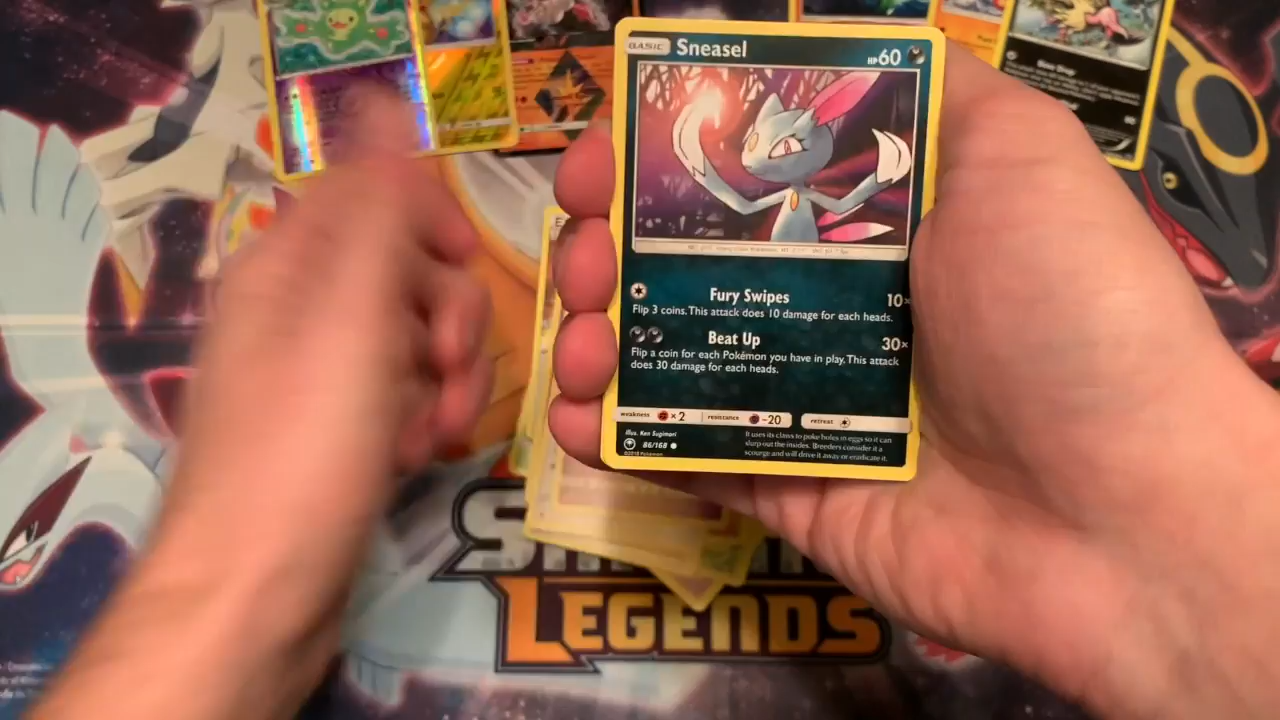 BASIC Sneasel HP60
Fury Swipes 10×
Flip 3 coins. This attack does 10 damage for each heads.
Beat Up 30×
Flip a coin for each Pokémon you have in play. This attack
does 30 damage for each heads.
weakness ×2 resistance -20 retreat
Illus. Ken Sugimori
86/168
©2018 Pokémon
It uses its claws to poke holes in eggs so it can
slurp out the insides. Breeders consider it a
scourge and will drive it away or eradicate it.
LEGENDS